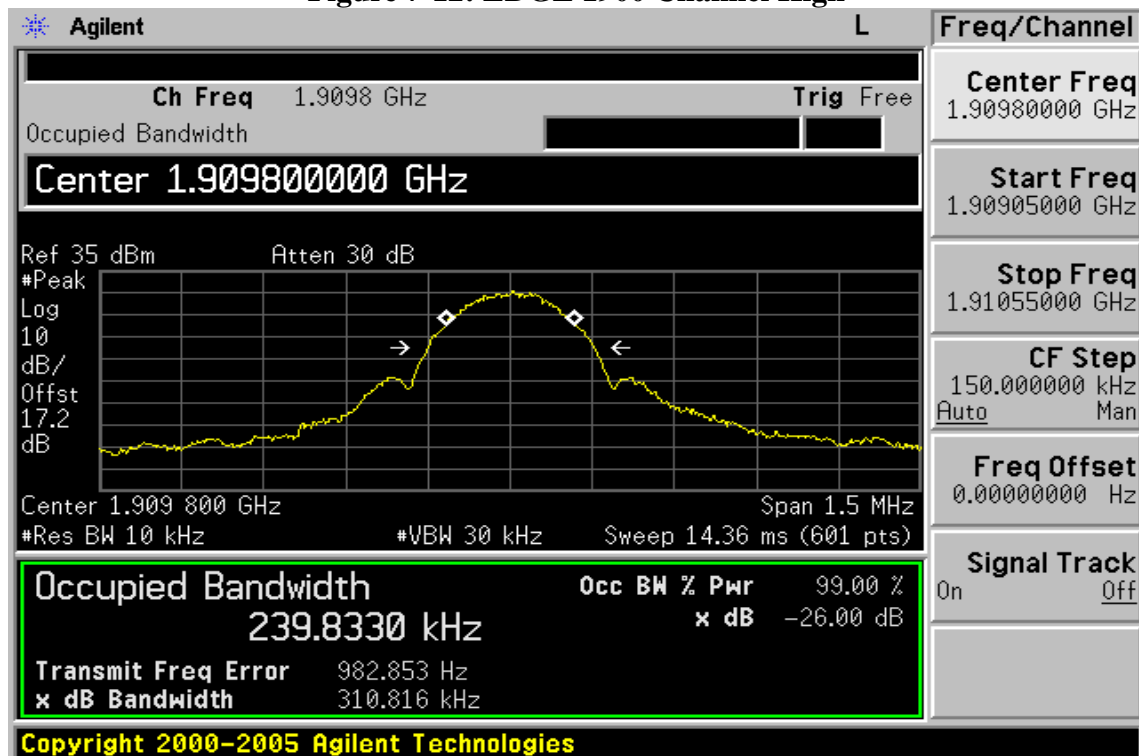 Agilent L Freq/Channel
Ch Freq 1.9098 GHz Trig Free
Occupied Bandwidth
Center 1.909800000 GHz
Center Freq
1.90980000 GHz
Start Freq
1.90905000 GHz
Stop Freq
1.91055000 GHz
CF Step
150.000000 kHz
Auto Man
Freq Offset
0.00000000 Hz
Signal Track
On Off
Ref 35 dBm Atten 30 dB
#Peak
Log
10
dB/
Offst
17.2
dB
Center 1.909 800 GHz Span 1.5 MHz
#Res BW 10 kHz #VBW 30 kHz Sweep 14.36 ms (601 pts)
Occupied Bandwidth Occ BW % Pwr 99.00 %
239.8330 kHz x dB -26.00 dB
Transmit Freq Error 982.853 Hz
x dB Bandwidth 310.816 kHz
Copyright 2000-2005 Agilent Technologies